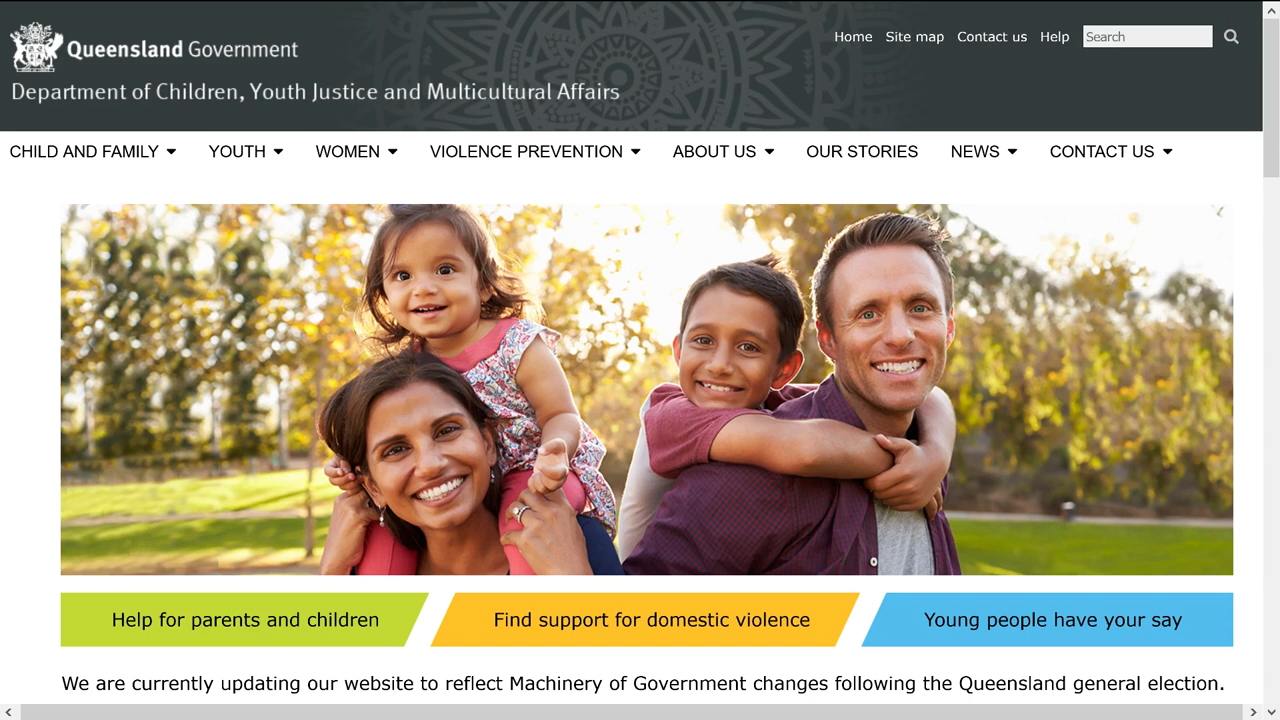 Queensland Government
Home Site map Contact us Help Search
Department of Children, Youth Justice and Multicultural Affairs
CHILD AND FAMILY YOUTH WOMEN VIOLENCE PREVENTION ABOUT US OUR STORIES NEWS CONTACT US
Help for parents and children Find support for domestic violence Young people have your say
We are currently updating our website to reflect Machinery of Government changes following the Queensland general election.